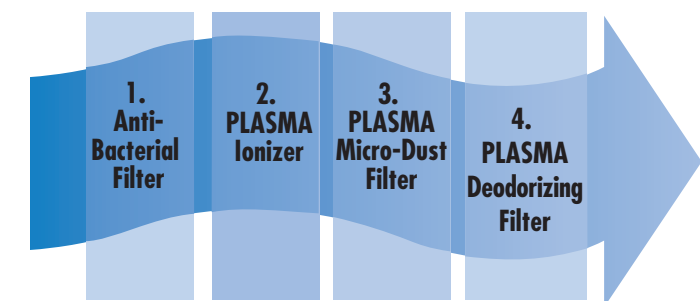 1.
Anti-
Bacterial
Filter
2.
PLASMA
Ionizer
3.
PLASMA
Micro-Dust
Filter
4.
PLASMA
Deodorizing
Filter